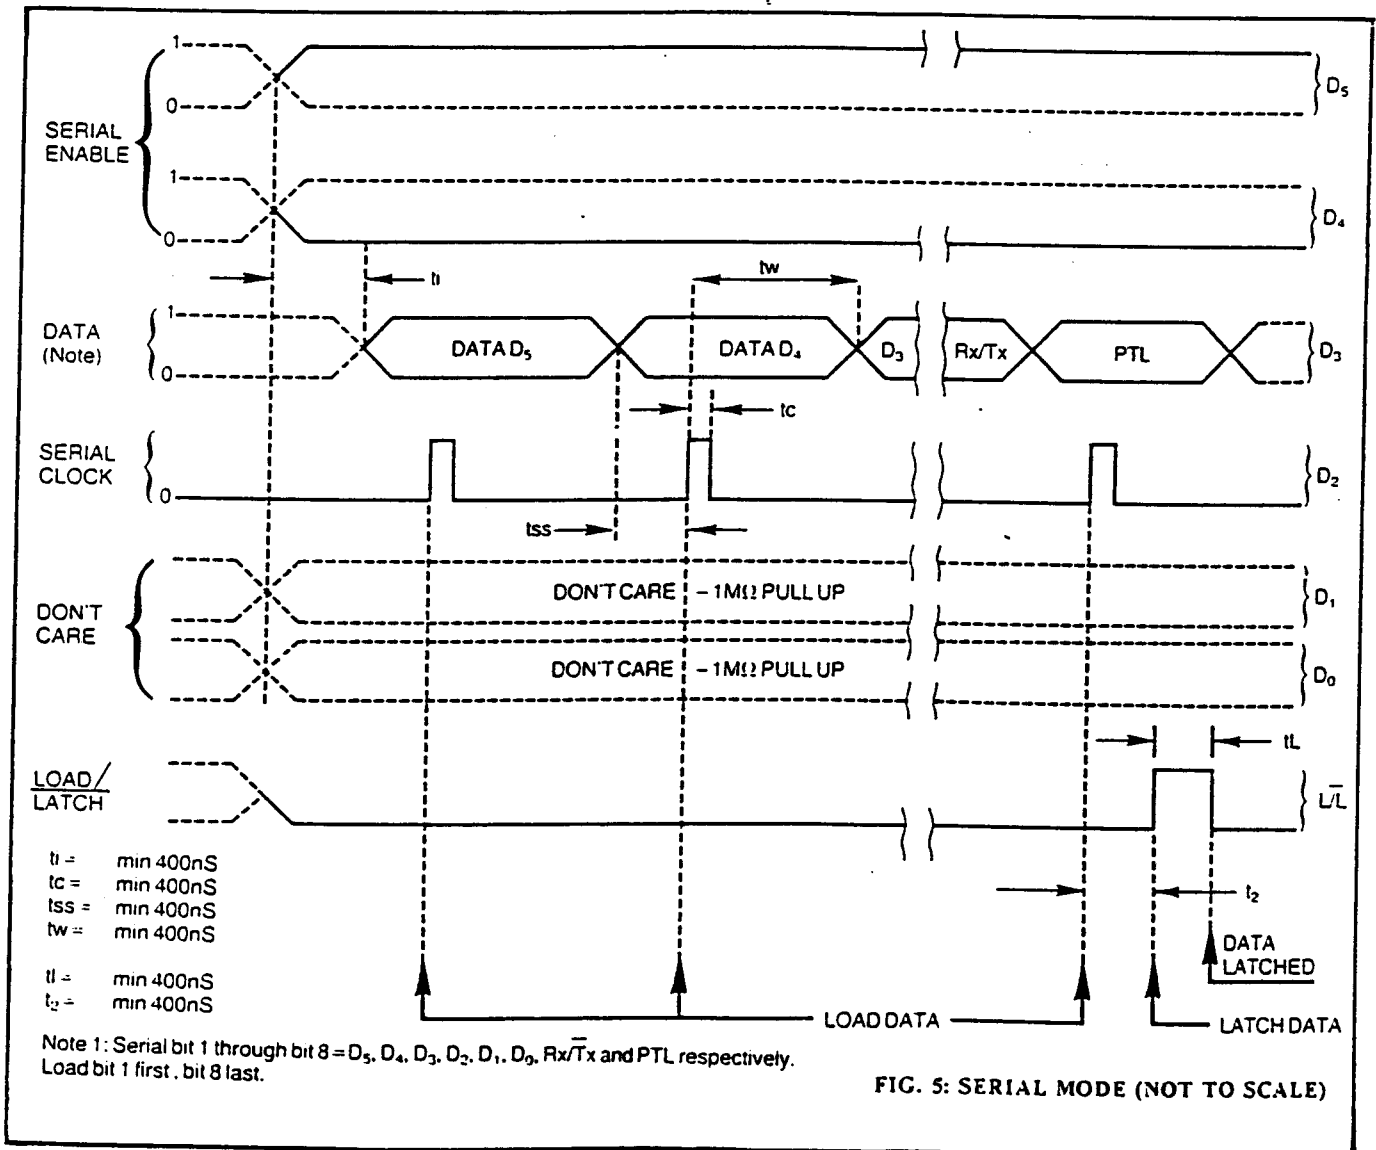 1
0
SERIAL
ENABLE
D₅
1
0
D₄
tı
tw
DATA
(Note)
1
0
DATA D₅
DATA D₄
D₃
Rx/Tx
PTL
D₃
tc
SERIAL
CLOCK
0
D₂
tss
DON'T
CARE
DON'T CARE – 1MΩ PULL UP
D₁
DON'T CARE – 1MΩ PULL UP
D₀
tL
LOAD/
LATCH
L/L̅
tı = min 400nS
tc = min 400nS
tss = min 400nS
tw = min 400nS
tl = min 400nS
t₂ = min 400nS
t₂
DATA
LATCHED
LOAD DATA
LATCH DATA
Note 1: Serial bit 1 through bit 8 = D₅, D₄, D₃, D₂, D₁, D₀, Rx/T̅x and PTL respectively.
Load bit 1 first, bit 8 last.
FIG. 5: SERIAL MODE (NOT TO SCALE)